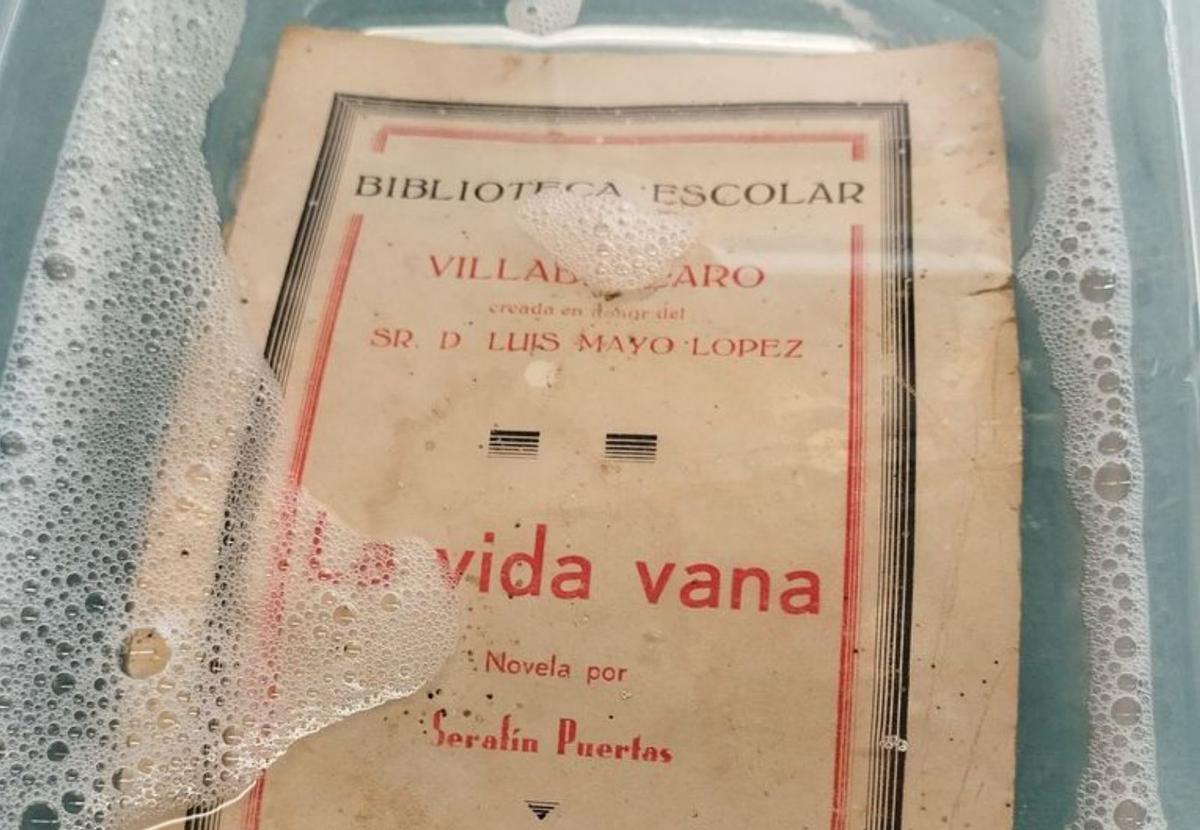 BIBLIOTECA ESCOLAR
creada en honor del
SR. D LUIS MAYO LOPEZ
La vida vana
Novela por
Serafín Puertas